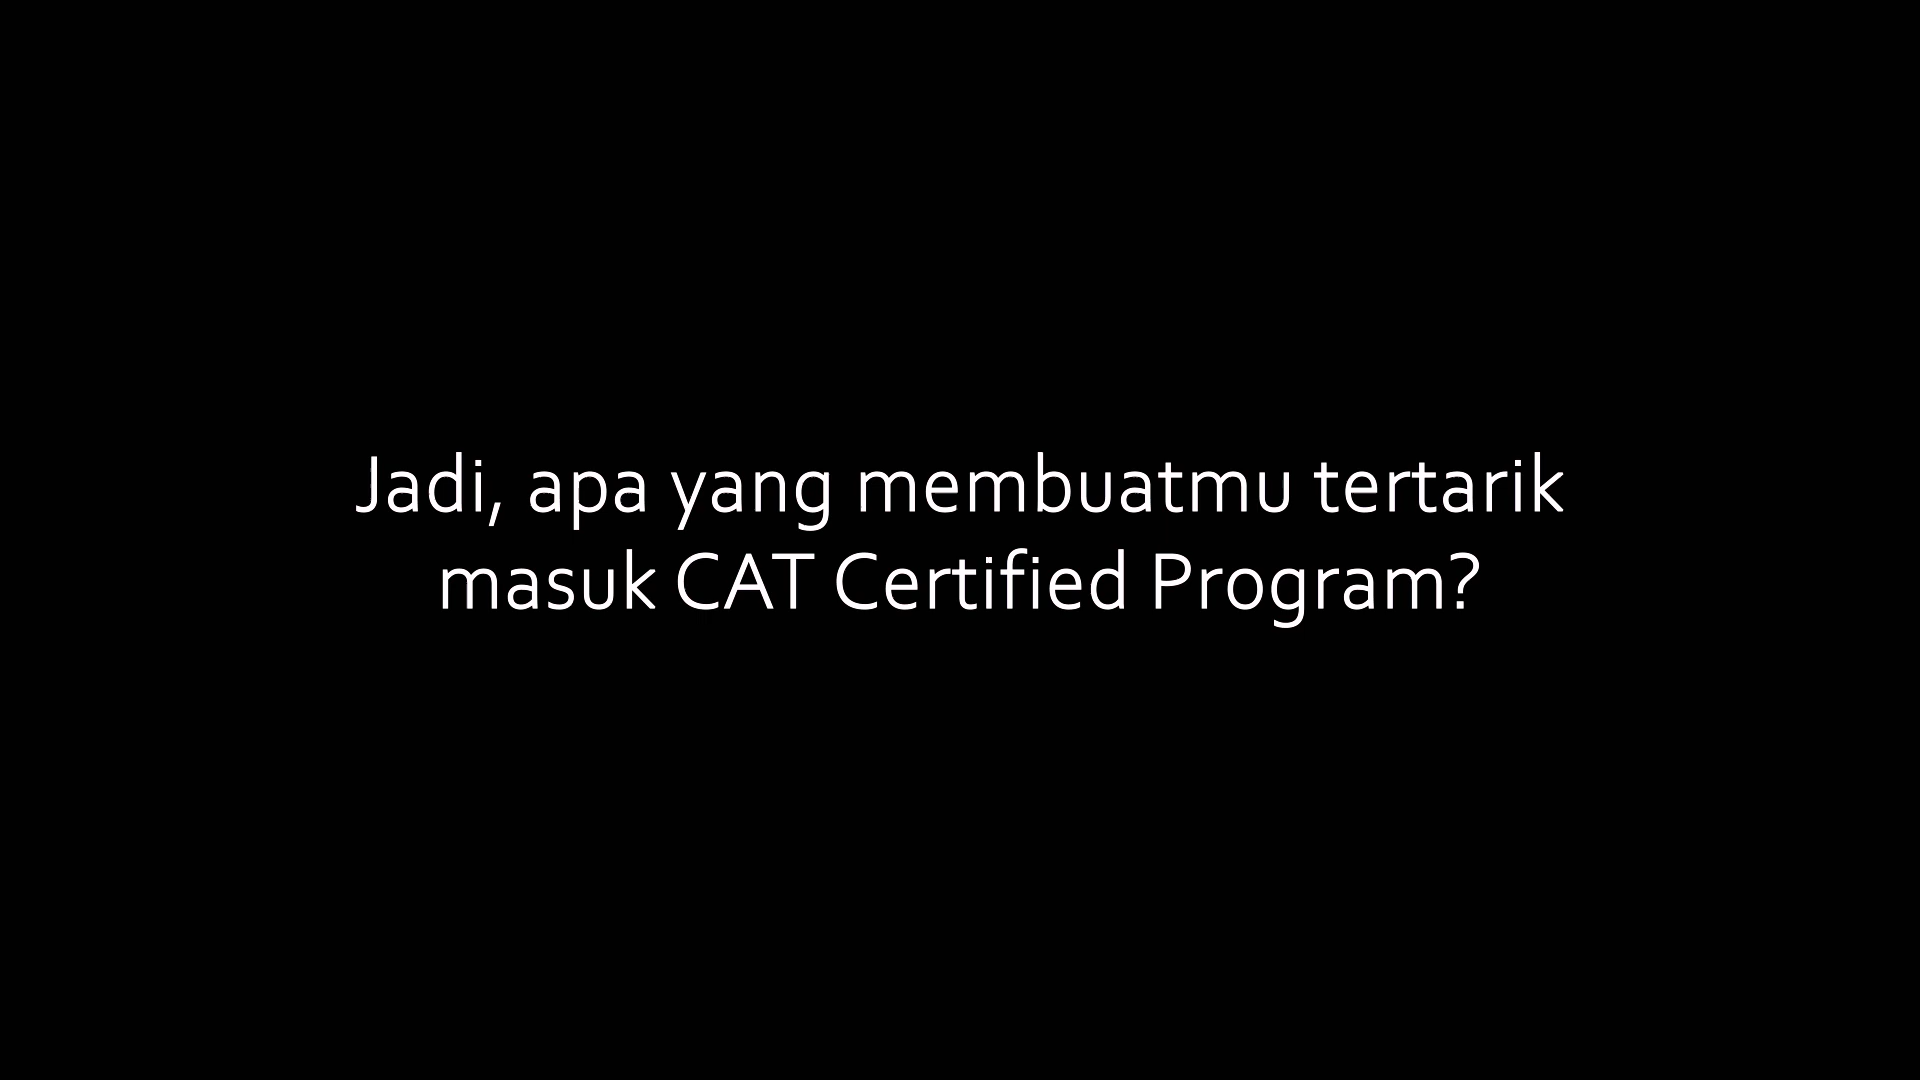 Jadi, apa yang membuatmu tertarik
masuk CAT Certified Program?